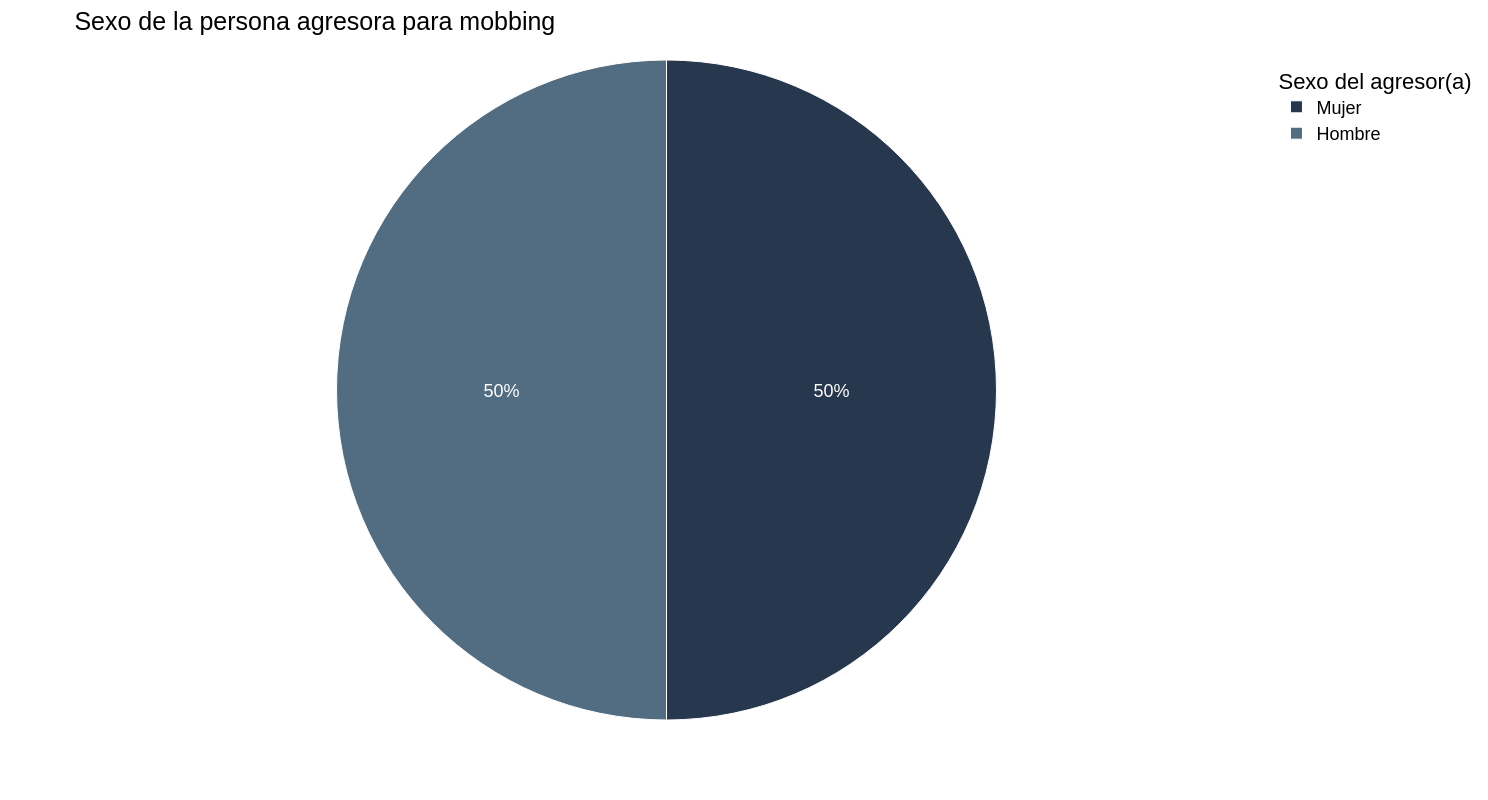 Sexo de la persona agresora para mobbing
Sexo del agresor(a)
Mujer
Hombre
50%
50%